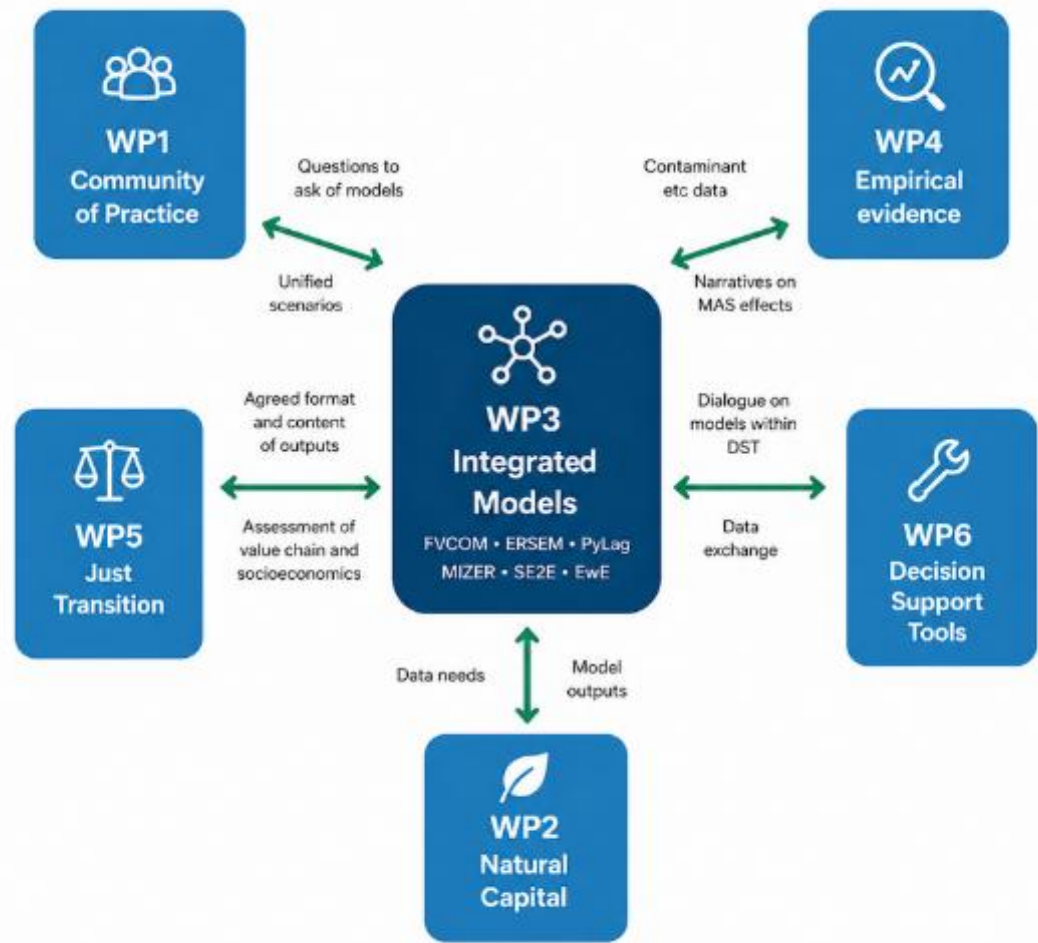 WP1
Community
of Practice
Questions to
ask of models
Unified
scenarios
Contaminant
etc data
Narratives on
MAS effects
WP4
Empirical
evidence
WP3
Integrated
Models
FVCOM • ERSEM • PyLag
MIZER • SE2E • EwE
Agreed format
and content
of outputs
Assessment of
value chain and
socioeconomics
WP5
Just
Transition
Dialogue on
models within
DST
Data
exchange
WP6
Decision
Support
Tools
Data needs
Model
outputs
WP2
Natural
Capital